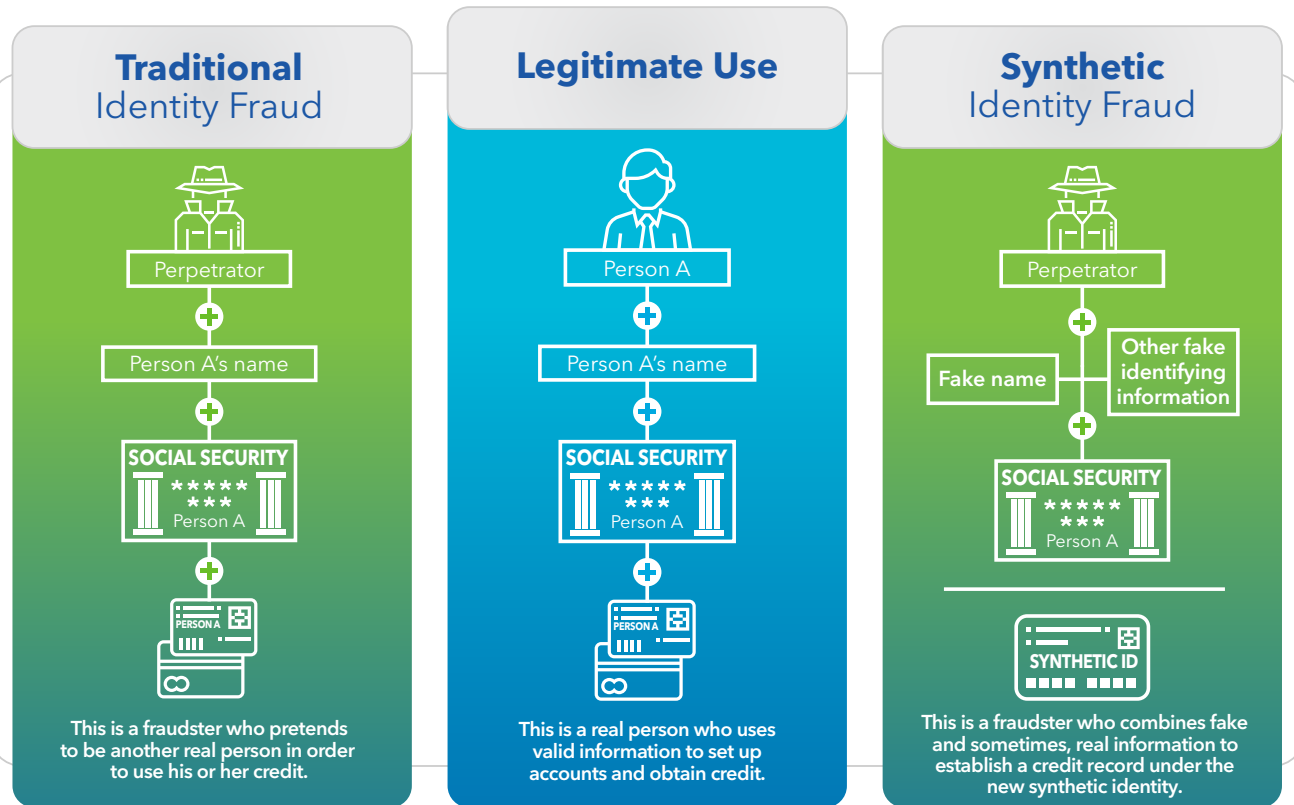 Traditional
Identity Fraud
Perpetrator
Person A's name
SOCIAL SECURITY
*****
***
Person A
PERSON A
This is a fraudster who pretends
to be another real person in order
to use his or her credit.
Legitimate Use
Person A
Person A's name
SOCIAL SECURITY
*****
***
Person A
PERSON A
This is a real person who uses
valid information to set up
accounts and obtain credit.
Synthetic
Identity Fraud
Perpetrator
Fake name
Other fake
identifying
information
SOCIAL SECURITY
*****
***
Person A
SYNTHETIC ID
This is a fraudster who combines fake
and sometimes, real information to
establish a credit record under the
new synthetic identity.